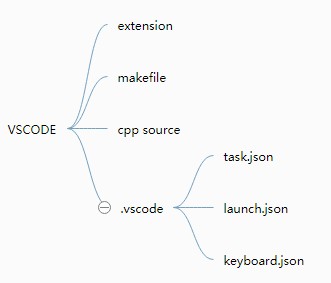 extension
makefile
VSCODE
cpp source
task.json
.vscode
launch.json
keyboard.json